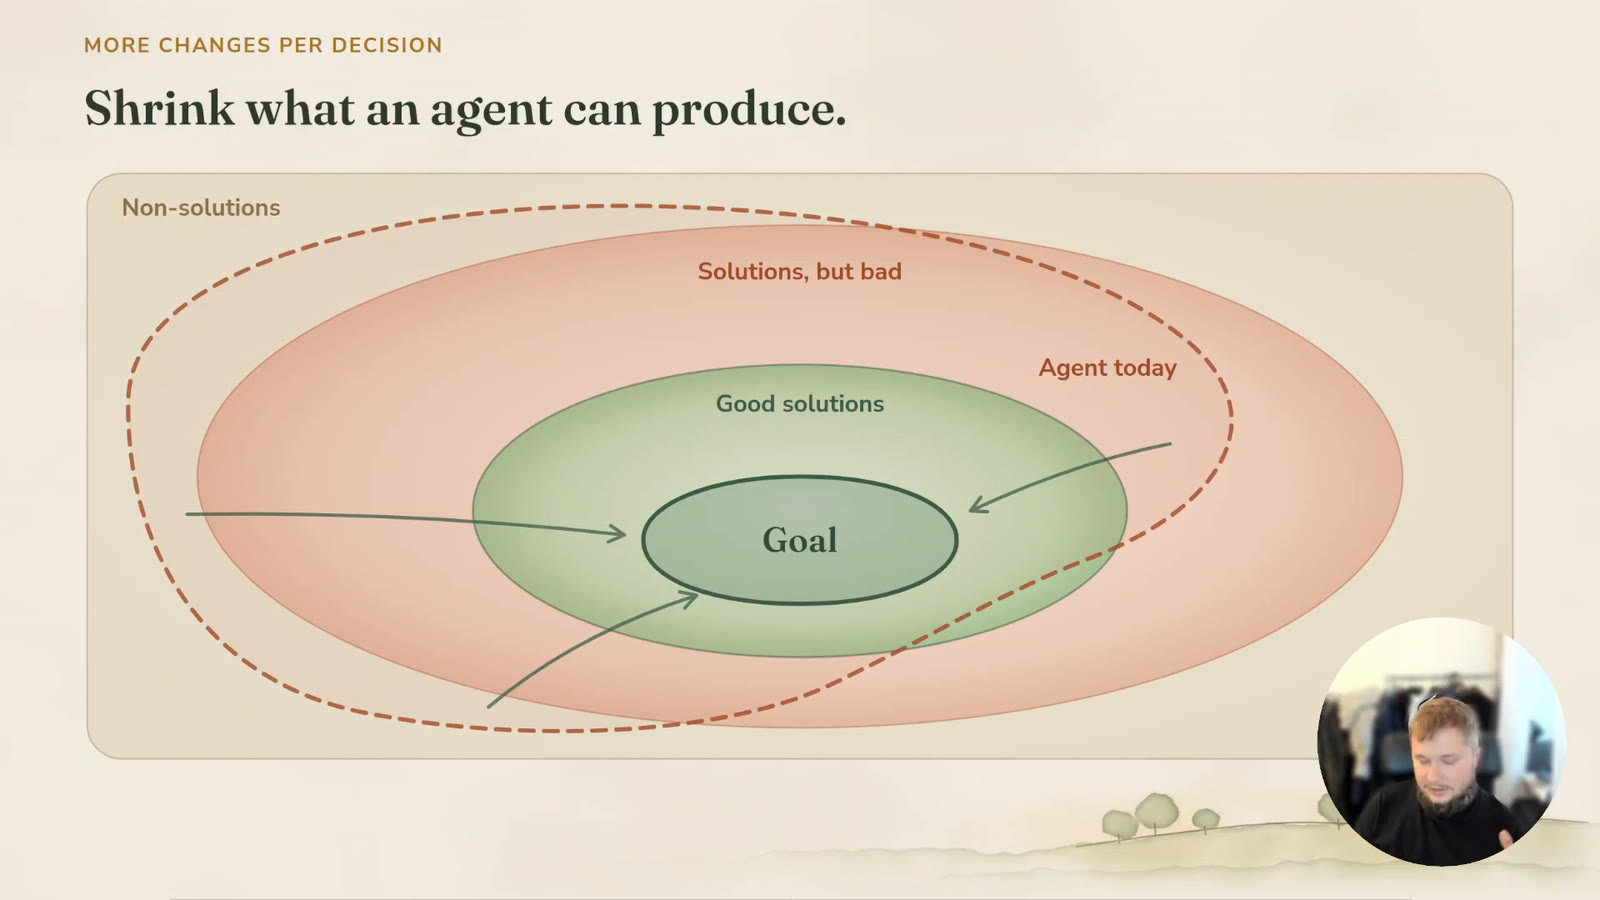 MORE CHANGES PER DECISION
Shrink what an agent can produce.
Non-solutions
Solutions, but bad
Agent today
Good solutions
Goal